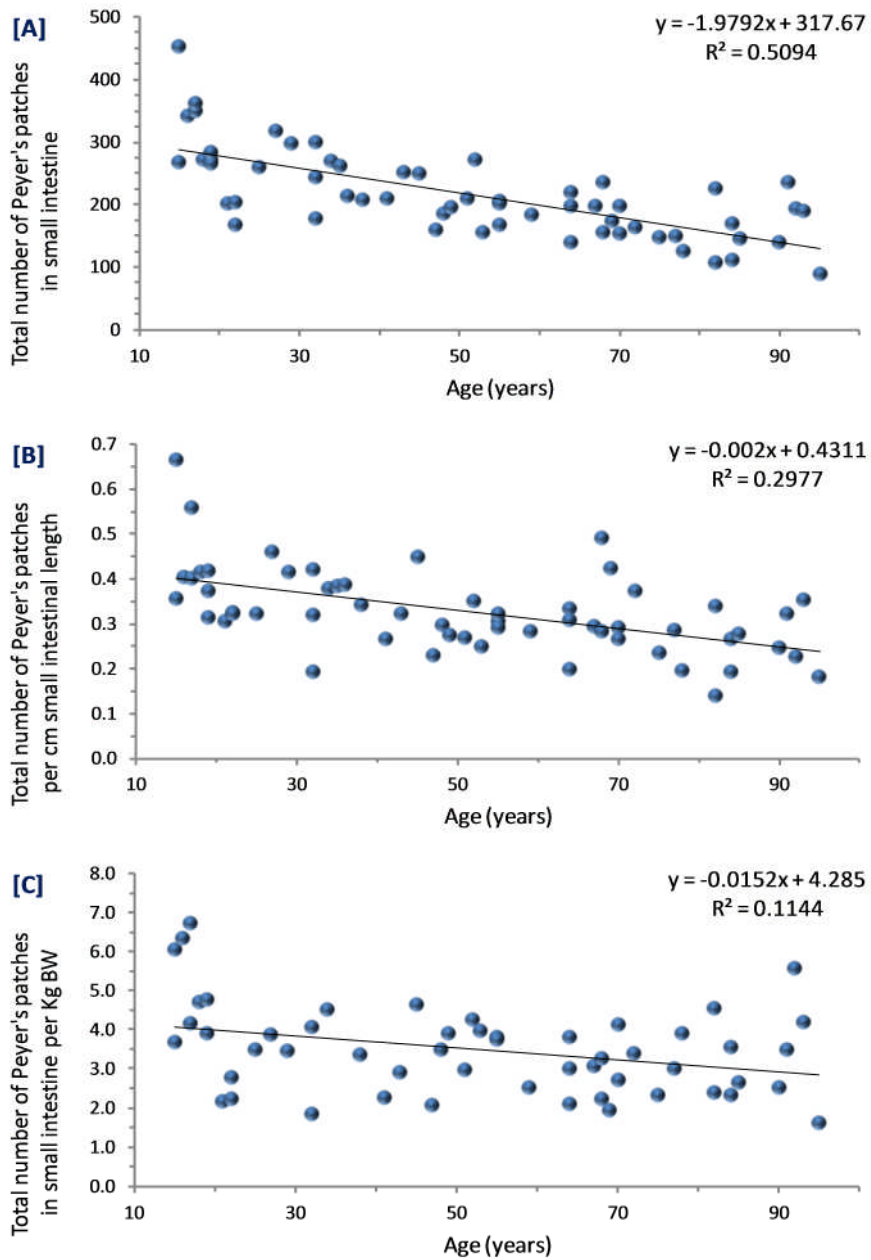 [A]
y = -1.9792x + 317.67
R² = 0.5094
Total number of Peyer's patches
in small intestine
500
400
300
200
100
0
10 30 50 70 90
Age (years)
[B]
y = -0.002x + 0.4311
R² = 0.2977
Total number of Peyer's patches
per cm small intestinal length
0.7
0.6
0.5
0.4
0.3
0.2
0.1
0.0
10 30 50 70 90
Age (years)
[C]
y = -0.0152x + 4.285
R² = 0.1144
Total number of Peyer's patches
in small intestine per Kg BW
8.0
7.0
6.0
5.0
4.0
3.0
2.0
1.0
0.0
10 30 50 70 90
Age (years)